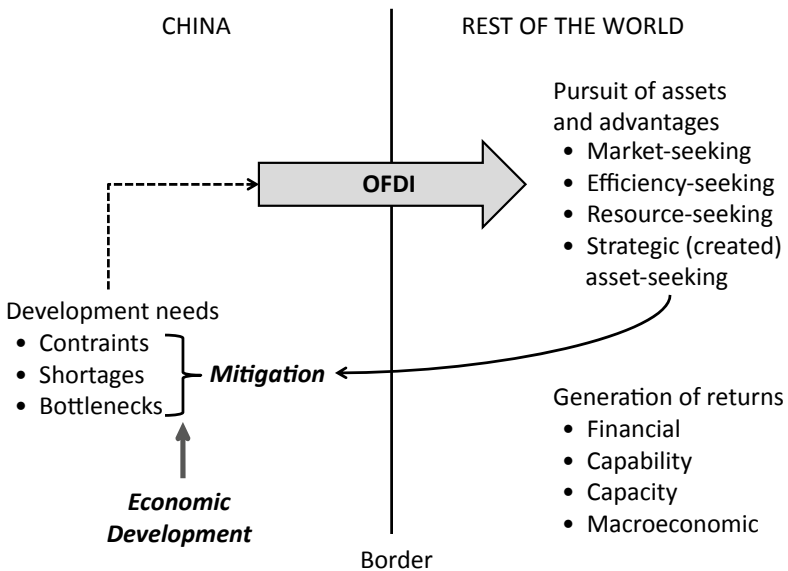 CHINA
REST OF THE WORLD
Pursuit of assets
and advantages
• Market-seeking
• Efficiency-seeking
• Resource-seeking
• Strategic (created)
asset-seeking
OFDI
Development needs
• Contraints
• Shortages
• Bottlenecks
Mitigation
Economic
Development
Generation of returns
• Financial
• Capability
• Capacity
• Macroeconomic
Border